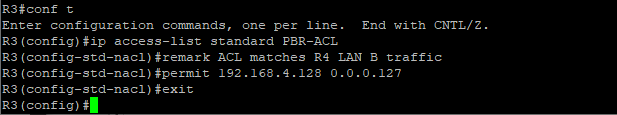 R3#conf t
Enter configuration commands, one per line.  End with CNTL/Z.
R3(config)#ip access-list standard PBR-ACL
R3(config-std-nacl)#remark ACL matches R4 LAN B traffic
R3(config-std-nacl)#permit 192.168.4.128 0.0.0.127
R3(config-std-nacl)#exit
R3(config)#